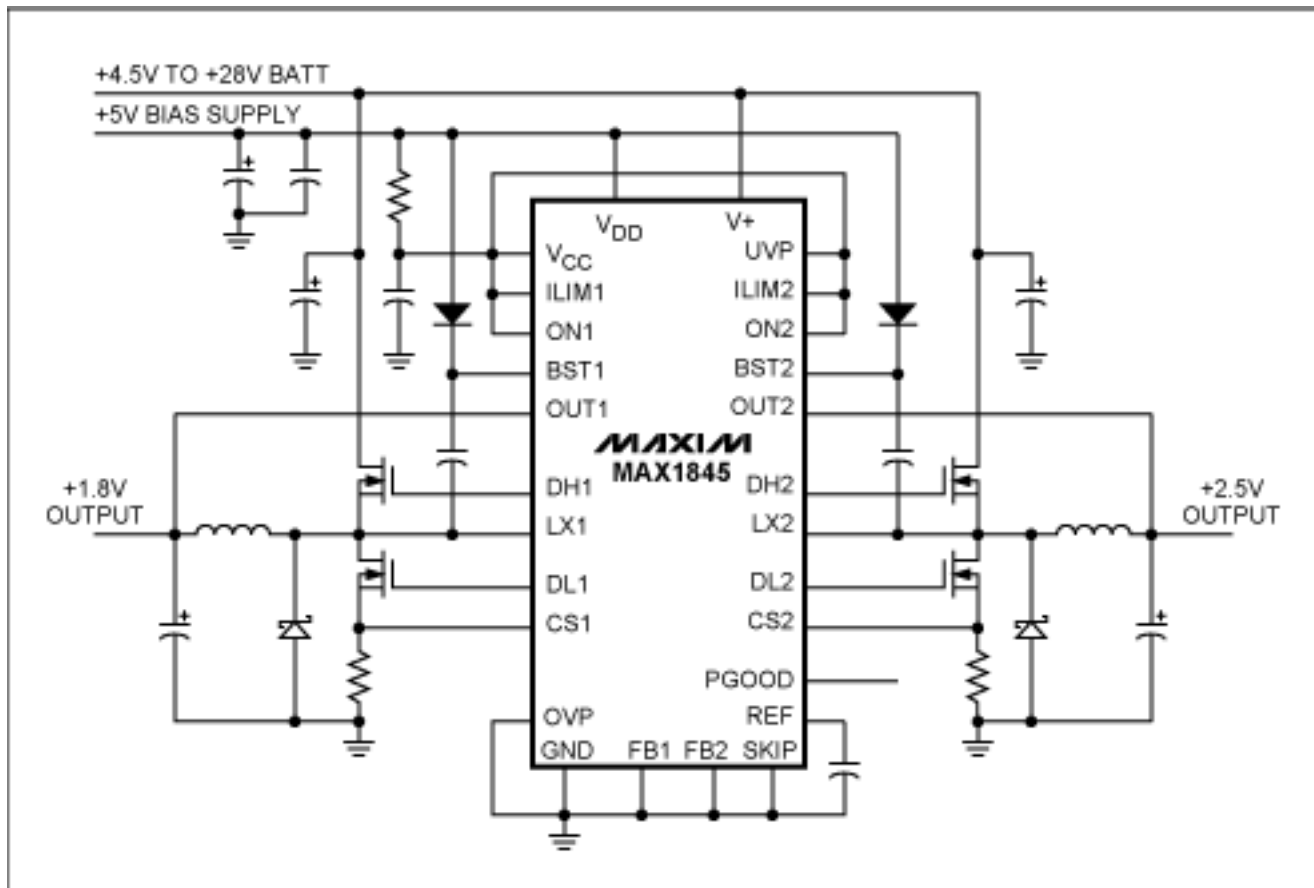 +4.5V TO +28V BATT
+5V BIAS SUPPLY
VDD
V+
VCC
UVP
ILIM1
ILIM2
ON1
ON2
BST1
BST2
OUT1
OUT2
MAXIM
MAX1845
+1.8V
OUTPUT
DH1
DH2
+2.5V
OUTPUT
LX1
LX2
DL1
DL2
CS1
CS2
PGOOD
OVP
REF
GND
FB1
FB2
SKIP
+
+
+
+
+